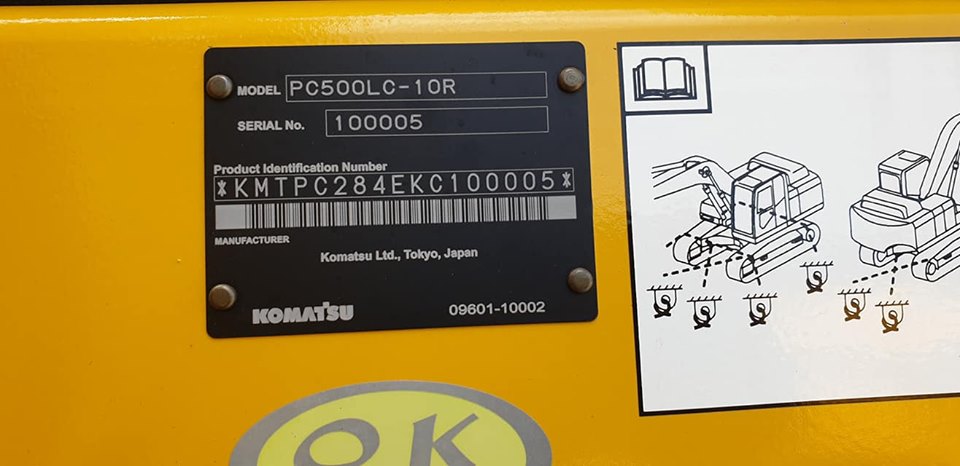 MODEL PC500LC-10R
SERIAL No. 100005
Product Identification Number
*KMTPC284EKC100005*
MANUFACTURER
Komatsu Ltd., Tokyo, Japan
KOMATSU 09601-10002
OK